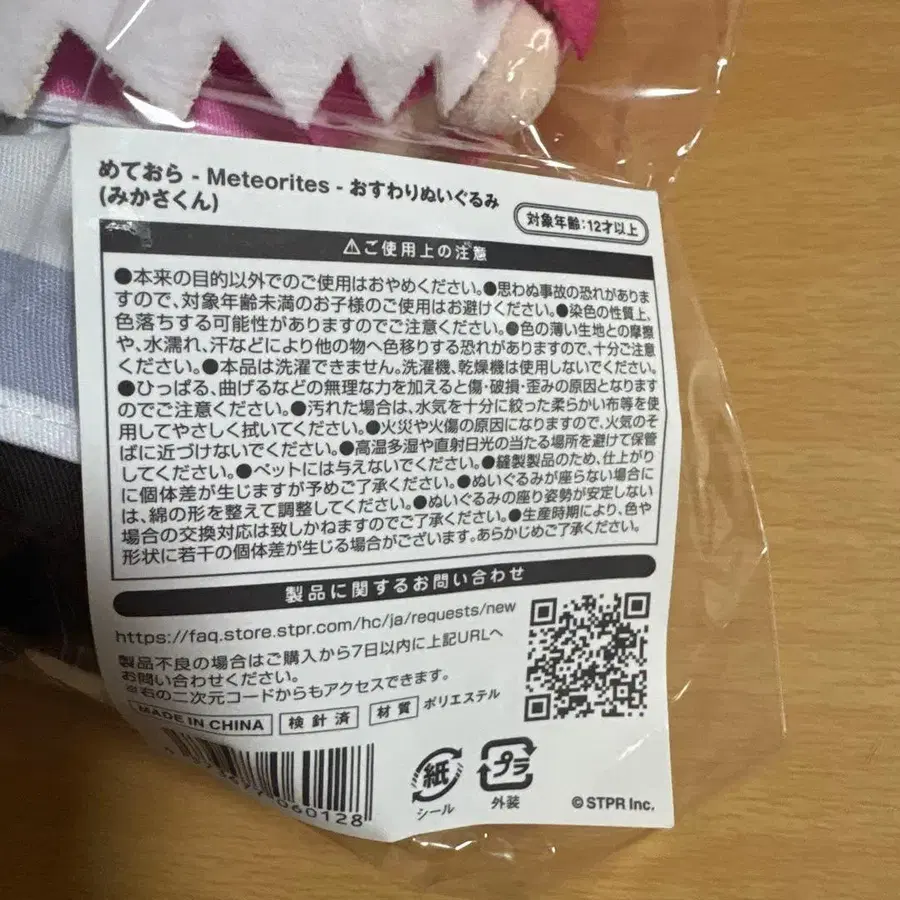 めておら - Meteorites - おすわりぬいぐるみ
(みかさくん)
対象年齢:12才以上
⚠ご使用上の注意
●本来の目的以外でのご使用はおやめください。●思わぬ事故の恐れがありま
すので、対象年齢未満のお子様のご使用はお避けください。●染色の性質上、
色落ちする可能性がありますのでご注意ください。●色の薄い生地との摩擦
や、水濡れ、汗などにより他の物へ色移りする恐れがありますので、十分ご注意
ください。●本品は洗濯できません。洗濯機、乾燥機は使用しないでください。
●ひっぱる、曲げるなどの無理な力を加えると傷・破損・歪みの原因となります
のでご注意ください。●汚れた場合は、水気を十分に絞った柔らかい布等を使
用してやさしく拭いてください。●火災や火傷の原因になりますので、火気のそ
ばに近づけないでください。●高温多湿や直射日光の当たる場所を避けて保管
してください。●ペットには与えないでください。●縫製製品のため、仕上がり
に個体差が生じますが予めご了承ください。●ぬいぐるみが座らない場合に
は、綿の形を整えて調整してください。●ぬいぐるみの座り姿勢が安定しない
場合の交換対応は致しかねますのでご了承ください。●生産時期により、色や
形状に若干の個体差が生じる場合がございます。あらかじめご了承ください。
製品に関するお問い合わせ
https://faq.store.stpr.com/hc/ja/requests/new
製品不良の場合はご購入から7日以内に上記URLへ
お問い合わせください。
※右の二次元コードからもアクセスできます。
MADE IN CHINA 検針済 材質 ポリエステル
060128
紙
シール
プラ
外装
©STPR Inc.